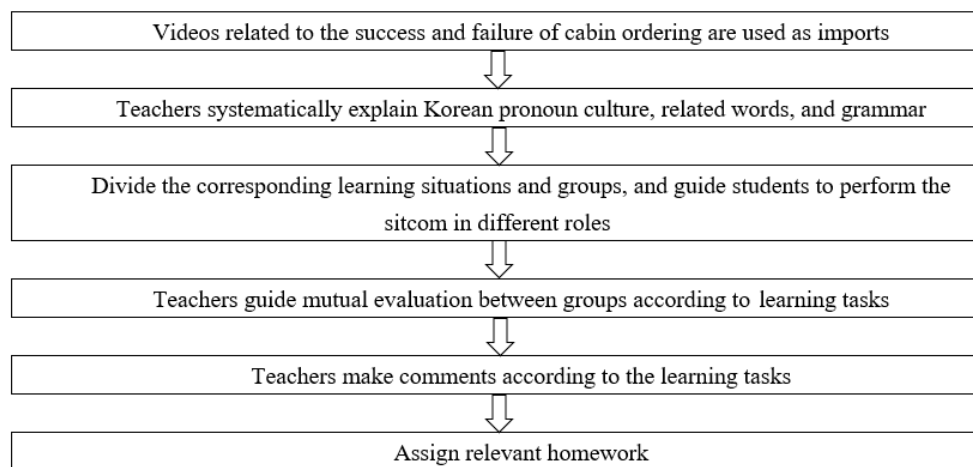 Videos related to the success and failure of cabin ordering are used as imports
Teachers systematically explain Korean pronoun culture, related words, and grammar
Divide the corresponding learning situations and groups, and guide students to perform the
sitcom in different roles
Teachers guide mutual evaluation between groups according to learning tasks
Teachers make comments according to the learning tasks
Assign relevant homework